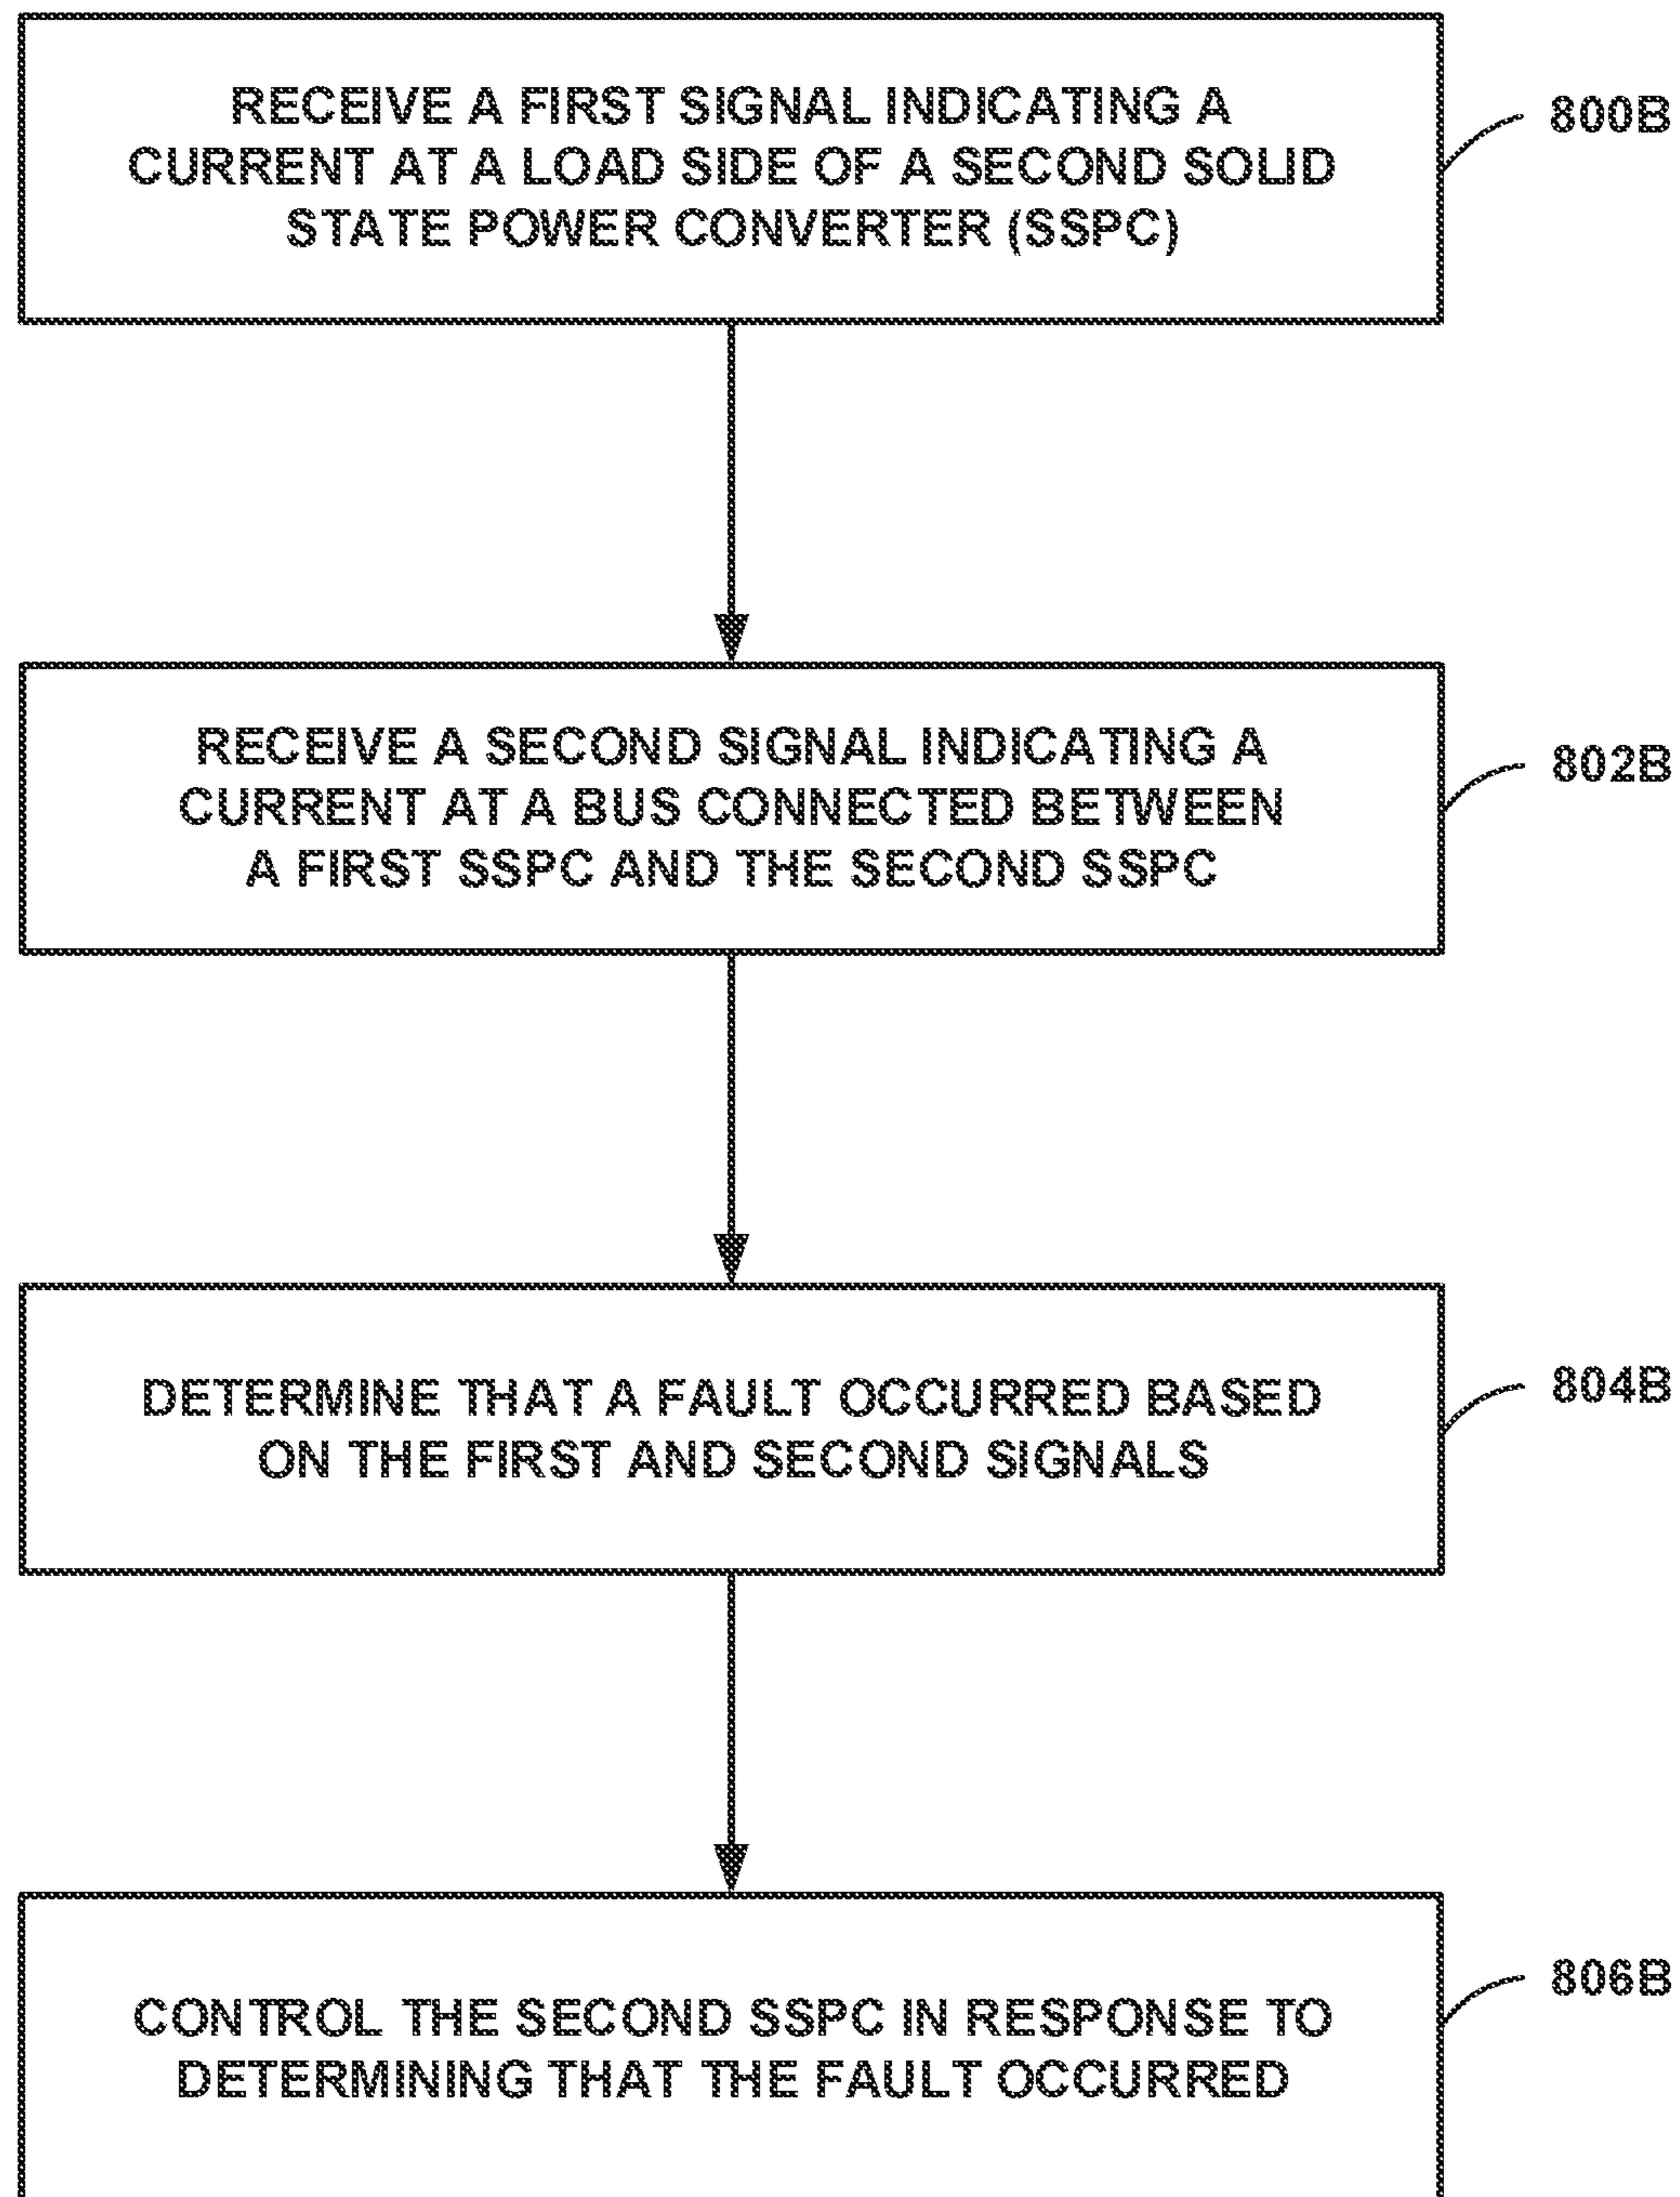 RECEIVE A FIRST SIGNAL INDICATING A
CURRENT AT A LOAD SIDE OF A SECOND SOLID
STATE POWER CONVERTER (SSPC)
800B
RECEIVE A SECOND SIGNAL INDICATING A
CURRENT AT A BUS CONNECTED BETWEEN
A FIRST SSPC AND THE SECOND SSPC
802B
DETERMINE THAT A FAULT OCCURRED BASED
ON THE FIRST AND SECOND SIGNALS
804B
CONTROL THE SECOND SSPC IN RESPONSE TO
DETERMINING THAT THE FAULT OCCURRED
806B